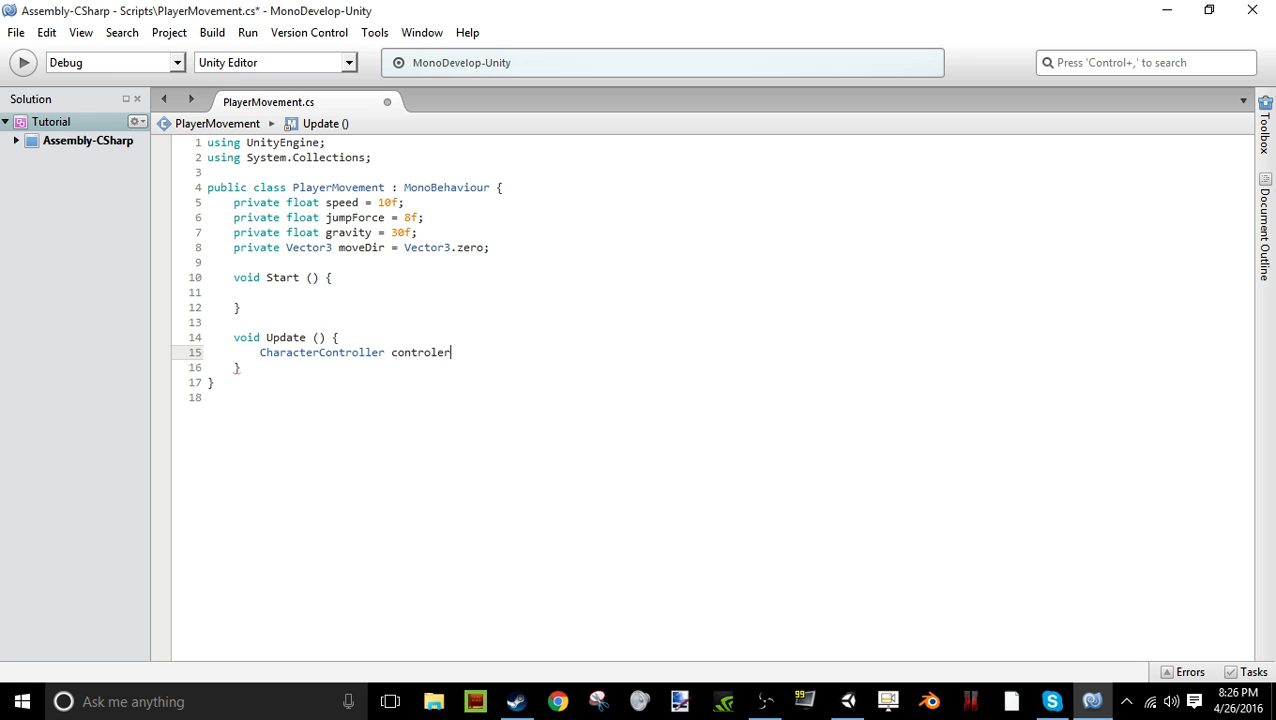 Assembly-CSharp - Scripts\PlayerMovement.cs* - MonoDevelop-Unity
File Edit View Search Project Build Run Version Control Tools Window Help
Debug Unity Editor MonoDevelop-Unity Press 'Control+,' to search
Solution PlayerMovement.cs
Tutorial PlayerMovement Update ()
Assembly-CSharp
1 using UnityEngine;
2 using System.Collections;
3
4 public class PlayerMovement : MonoBehaviour {
5 private float speed = 10f;
6 private float jumpForce = 8f;
7 private float gravity = 30f;
8 private Vector3 moveDir = Vector3.zero;
9
10 void Start () {
11
12 }
13
14 void Update () {
15 CharacterController controler
16 }
17 }
18
Toolbox
Document Outline
Errors Tasks
Ask me anything 99 8:26 PM
4/26/2016